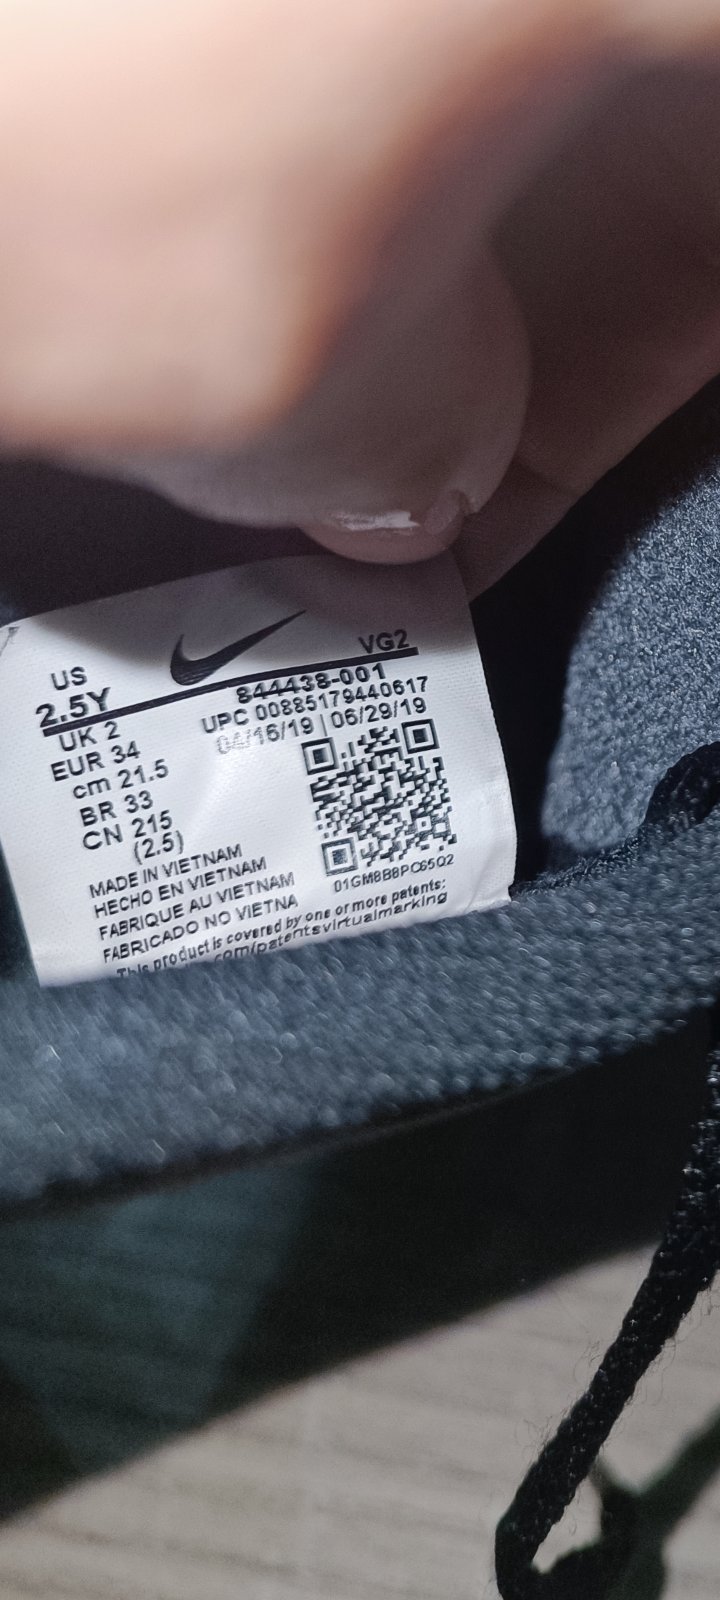 US
2.5Y
UK 2
EUR 34
cm 21.5
BR 33
CN 215
(2.5)
VG2
844438-001
UPC 00885179440617
04/16/19 | 06/29/19
01GM8B8PC65Q2
MADE IN VIETNAM
HECHO EN VIETNAM
FABRIQUE AU VIETNAM
FABRICADO NO VIETNA
This product is covered by one or more patents:
.com/patentsvirtualmarking